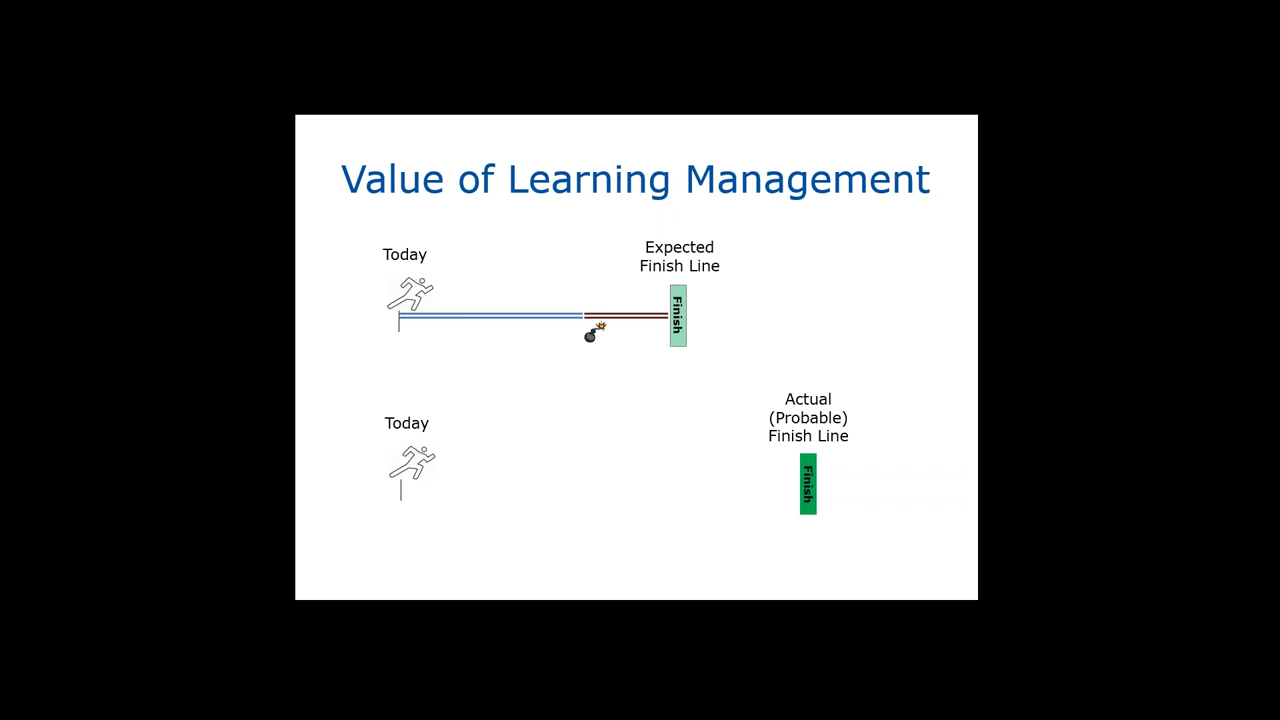 Value of Learning Management
Today
Expected
Finish Line
Finish
Today
Actual
(Probable)
Finish Line
Finish